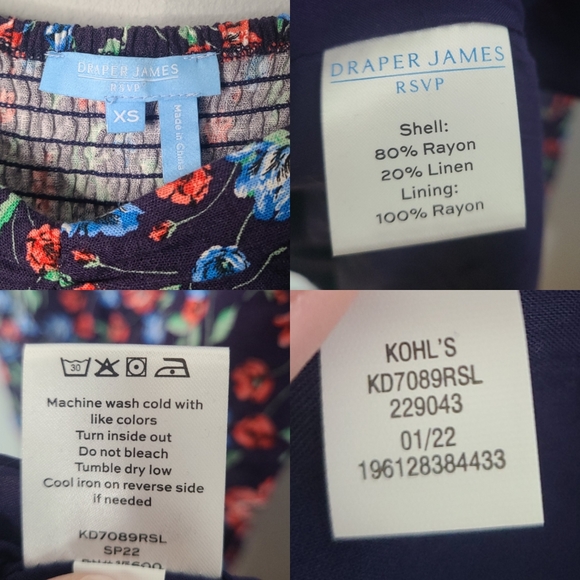 DRAPER JAMES
RSVP
XS
Made in China
DRAPER JAMES
RSVP
Shell:
80% Rayon
20% Linen
Lining:
100% Rayon
30
Machine wash cold with
like colors
Turn inside out
Do not bleach
Tumble dry low
Cool iron on reverse side
if needed
KD7089RSL
SP22
KOHL'S
KD7089RSL
229043
01/22
196128384433